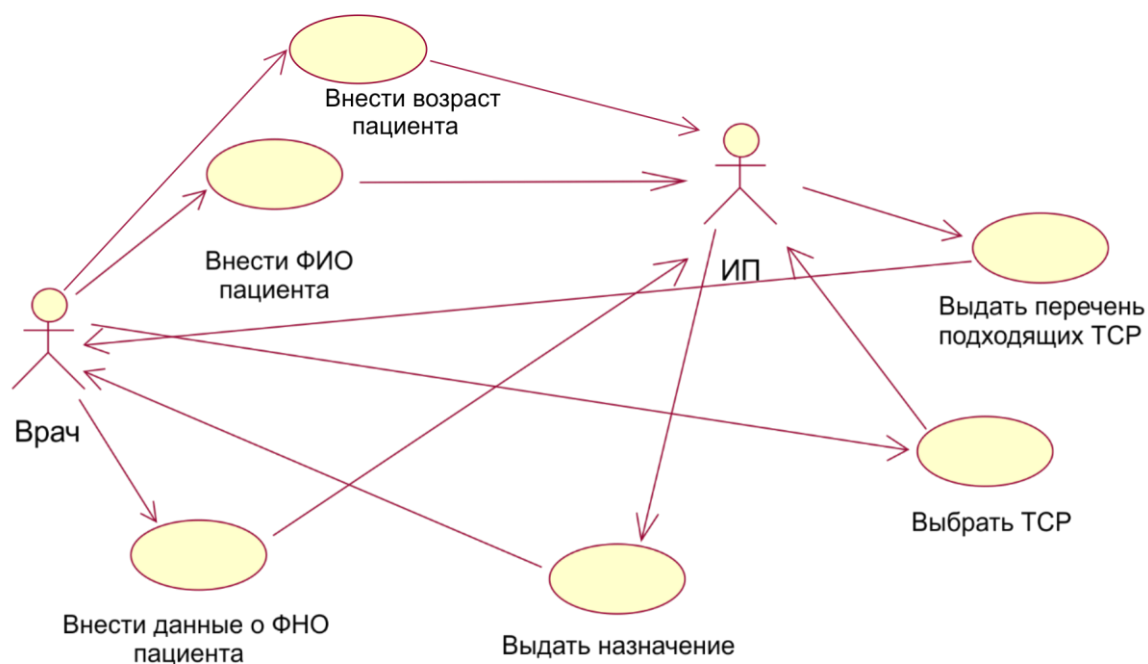 Внести возраст
пациента
Внести ФИО
пациента
ИП
Выдать перечень
подходящих ТСР
Врач
Выбрать ТСР
Внести данные о ФНО
пациента
Выдать назначение